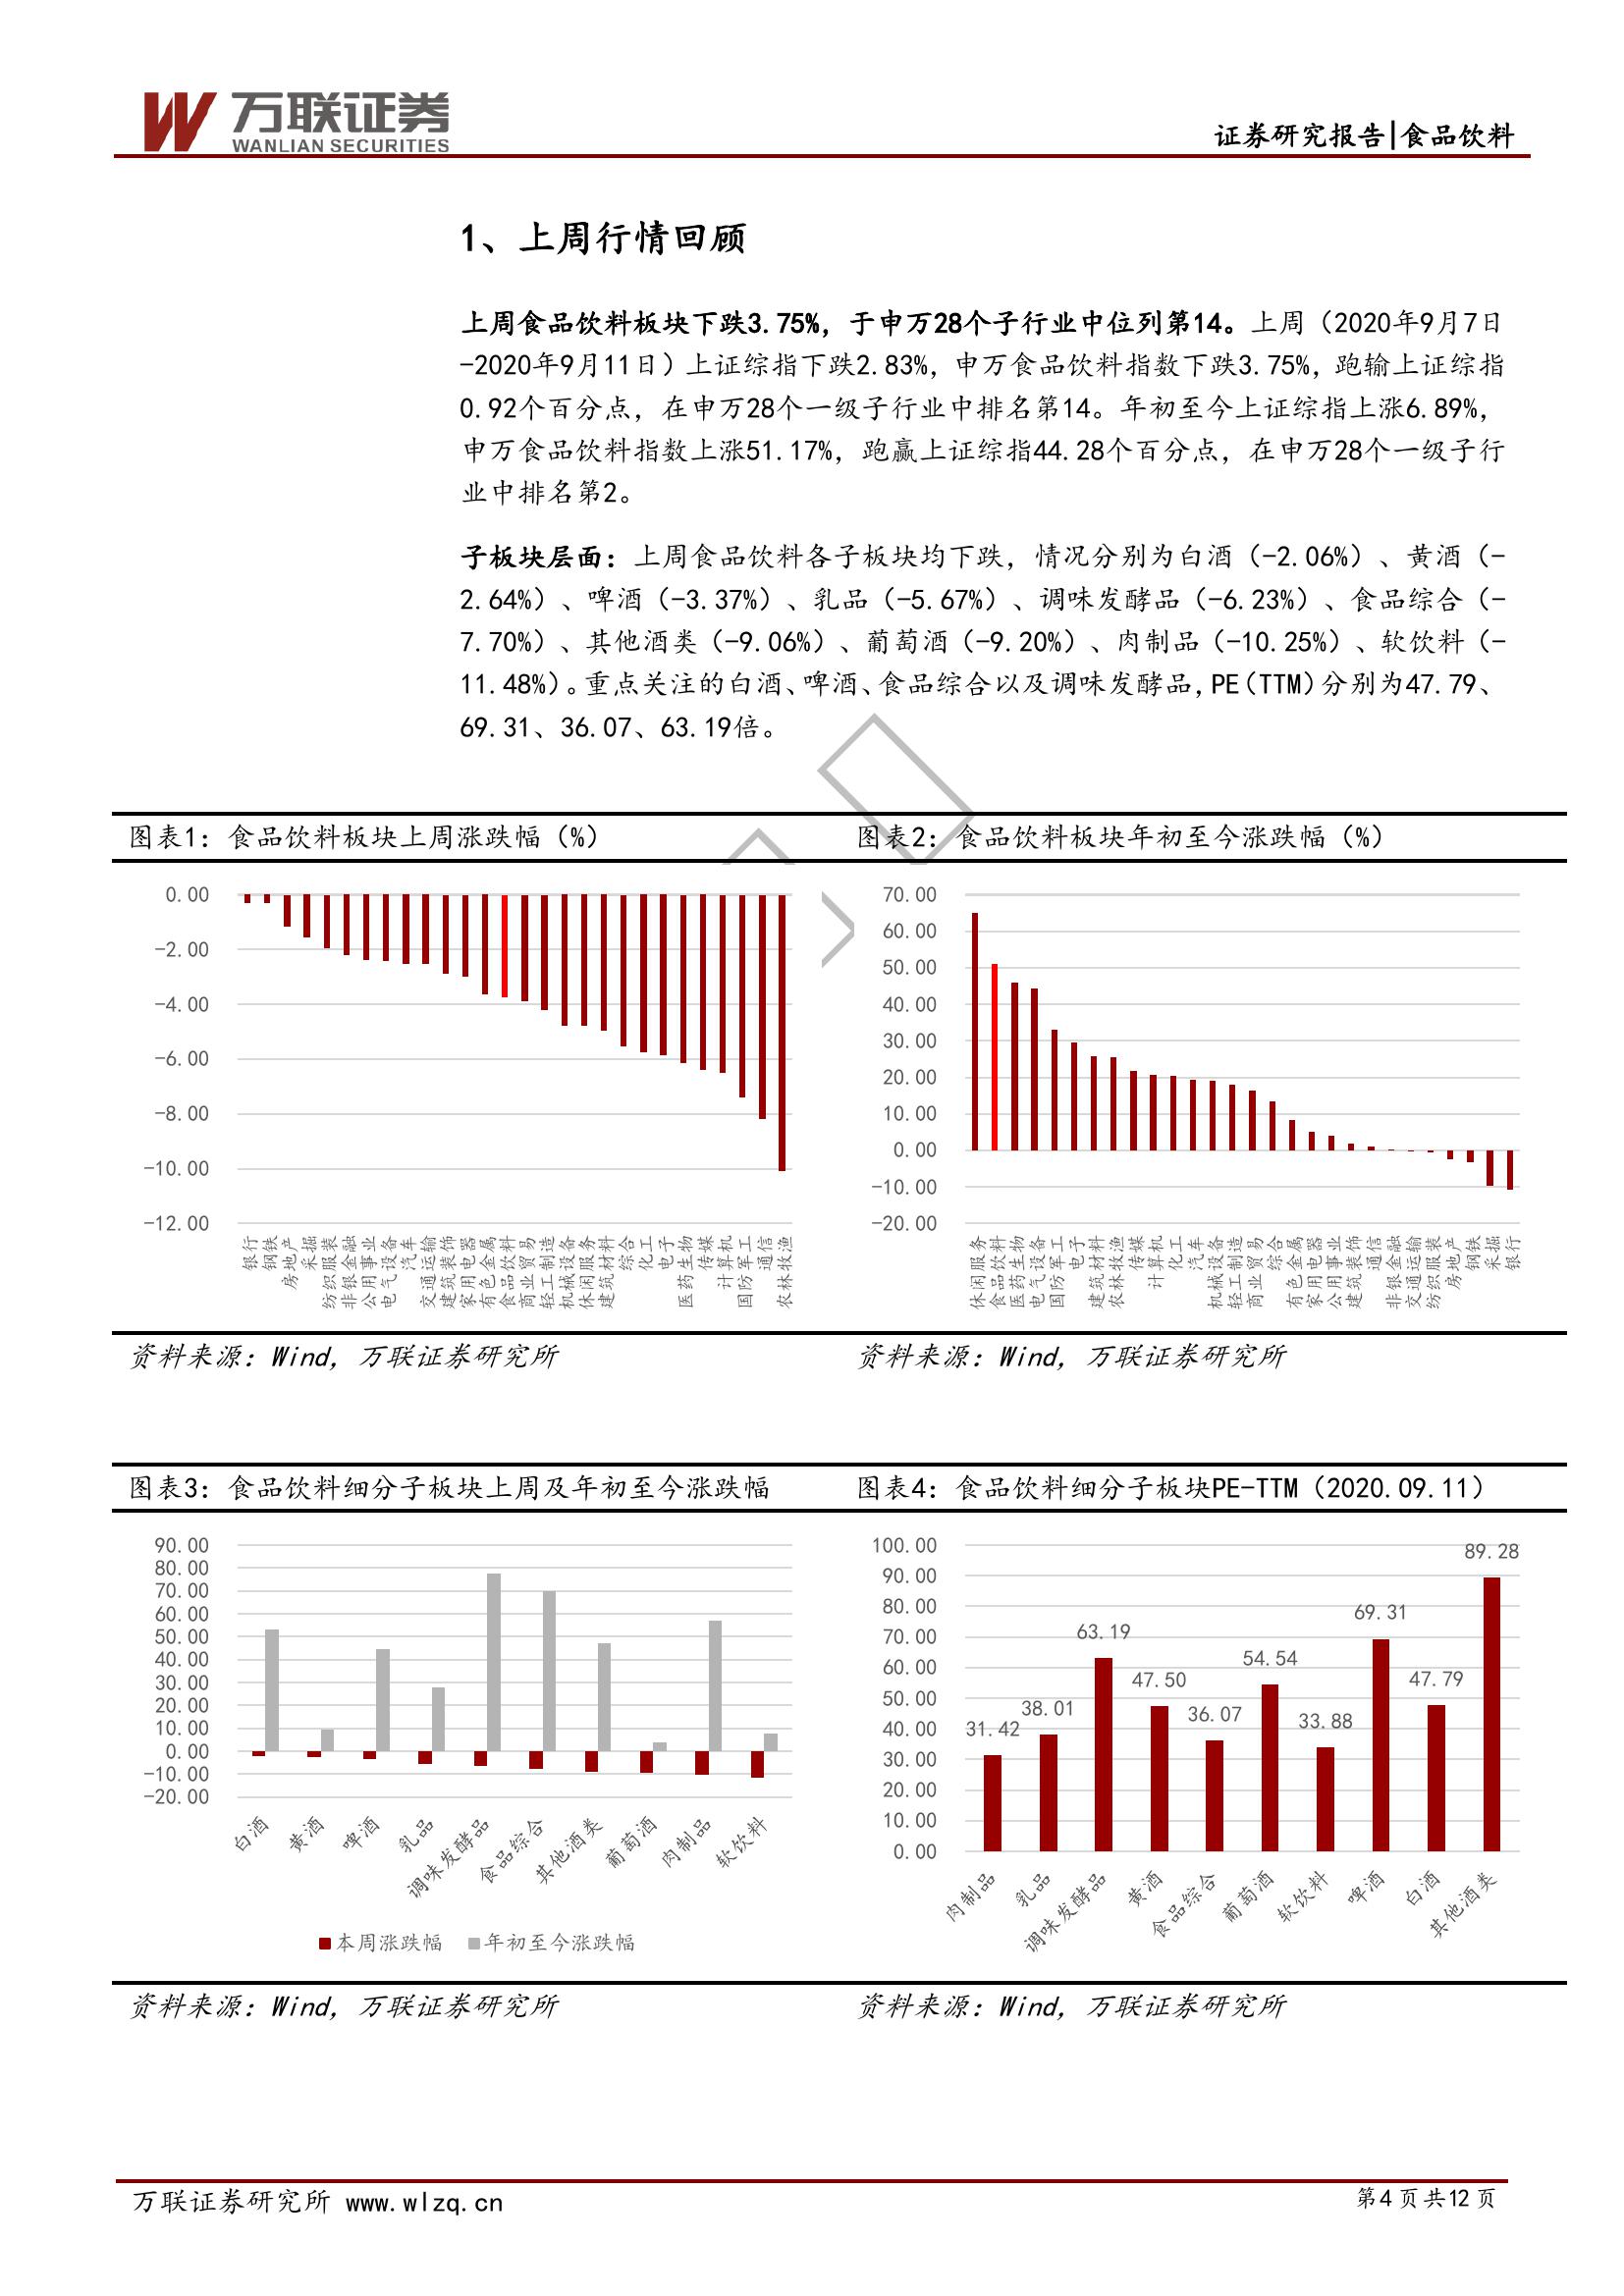 万联证券
WANLIAN SECURITIES
证券研究报告|食品饮料
1、上周行情回顾
上周食品饮料板块下跌3.75%，于申万28个子行业中位列第14。上周（2020年9月7日
-2020年9月11日）上证综指下跌2.83%，申万食品饮料指数下跌3.75%，跑输上证综指
0.92个百分点，在申万28个一级子行业中排名第14。年初至今上证综指上涨6.89%，
申万食品饮料指数上涨51.17%，跑赢上证综指44.28个百分点，在申万28个一级子行
业中排名第2。
子板块层面：上周食品饮料各子板块均下跌，情况分别为白酒（-2.06%）、黄酒（-
2.64%）、啤酒（-3.37%）、乳品（-5.67%）、调味发酵品（-6.23%）、食品综合（-
7.70%）、其他酒类（-9.06%）、葡萄酒（-9.20%）、肉制品（-10.25%）、软饮料（-
11.48%）。重点关注的白酒、啤酒、食品综合以及调味发酵品，PE（TTM）分别为47.79、
69.31、36.07、63.19倍。
图表1：食品饮料板块上周涨跌幅（%）
0.00
-2.00
-4.00
-6.00
-8.00
-10.00
-12.00
银行
钢铁
房地产
采掘
纺织服装
非银金融
公用事业
电气设备
汽车
交通运输
建筑装饰
家用电器
有色金属
食品饮料
商业贸易
轻工制造
机械设备
休闲服务
建筑材料
综合
化工
电子
医药生物
传媒
计算机
国防军工
通信
农林牧渔
资料来源：Wind，万联证券研究所
图表2：食品饮料板块年初至今涨跌幅（%）
70.00
60.00
50.00
40.00
30.00
20.00
10.00
0.00
-10.00
-20.00
休闲服务
食品饮料
医药生物
电气设备
国防军工
电子
建筑材料
农林牧渔
传媒
计算机
化工
汽车
机械设备
轻工制造
商业贸易
综合
有色金属
家用电器
公用事业
建筑装饰
通信
非银金融
交通运输
纺织服装
房地产
钢铁
采掘
银行
资料来源：Wind，万联证券研究所
图表3：食品饮料细分子板块上周及年初至今涨跌幅
90.00
80.00
70.00
60.00
50.00
40.00
30.00
20.00
10.00
0.00
-10.00
-20.00
白酒
黄酒
啤酒
乳品
调味发酵品
食品综合
其他酒类
葡萄酒
肉制品
软饮料
本周涨跌幅
年初至今涨跌幅
资料来源：Wind，万联证券研究所
图表4：食品饮料细分子板块PE-TTM（2020.09.11）
100.00
90.00
80.00
70.00
60.00
50.00
40.00
30.00
20.00
10.00
0.00
31.42
38.01
63.19
47.50
36.07
54.54
33.88
69.31
47.79
89.28
肉制品
乳品
调味发酵品
黄酒
食品综合
葡萄酒
软饮料
啤酒
白酒
其他酒类
资料来源：Wind，万联证券研究所
万联证券研究所 www.wlzq.cn
第4页共12页